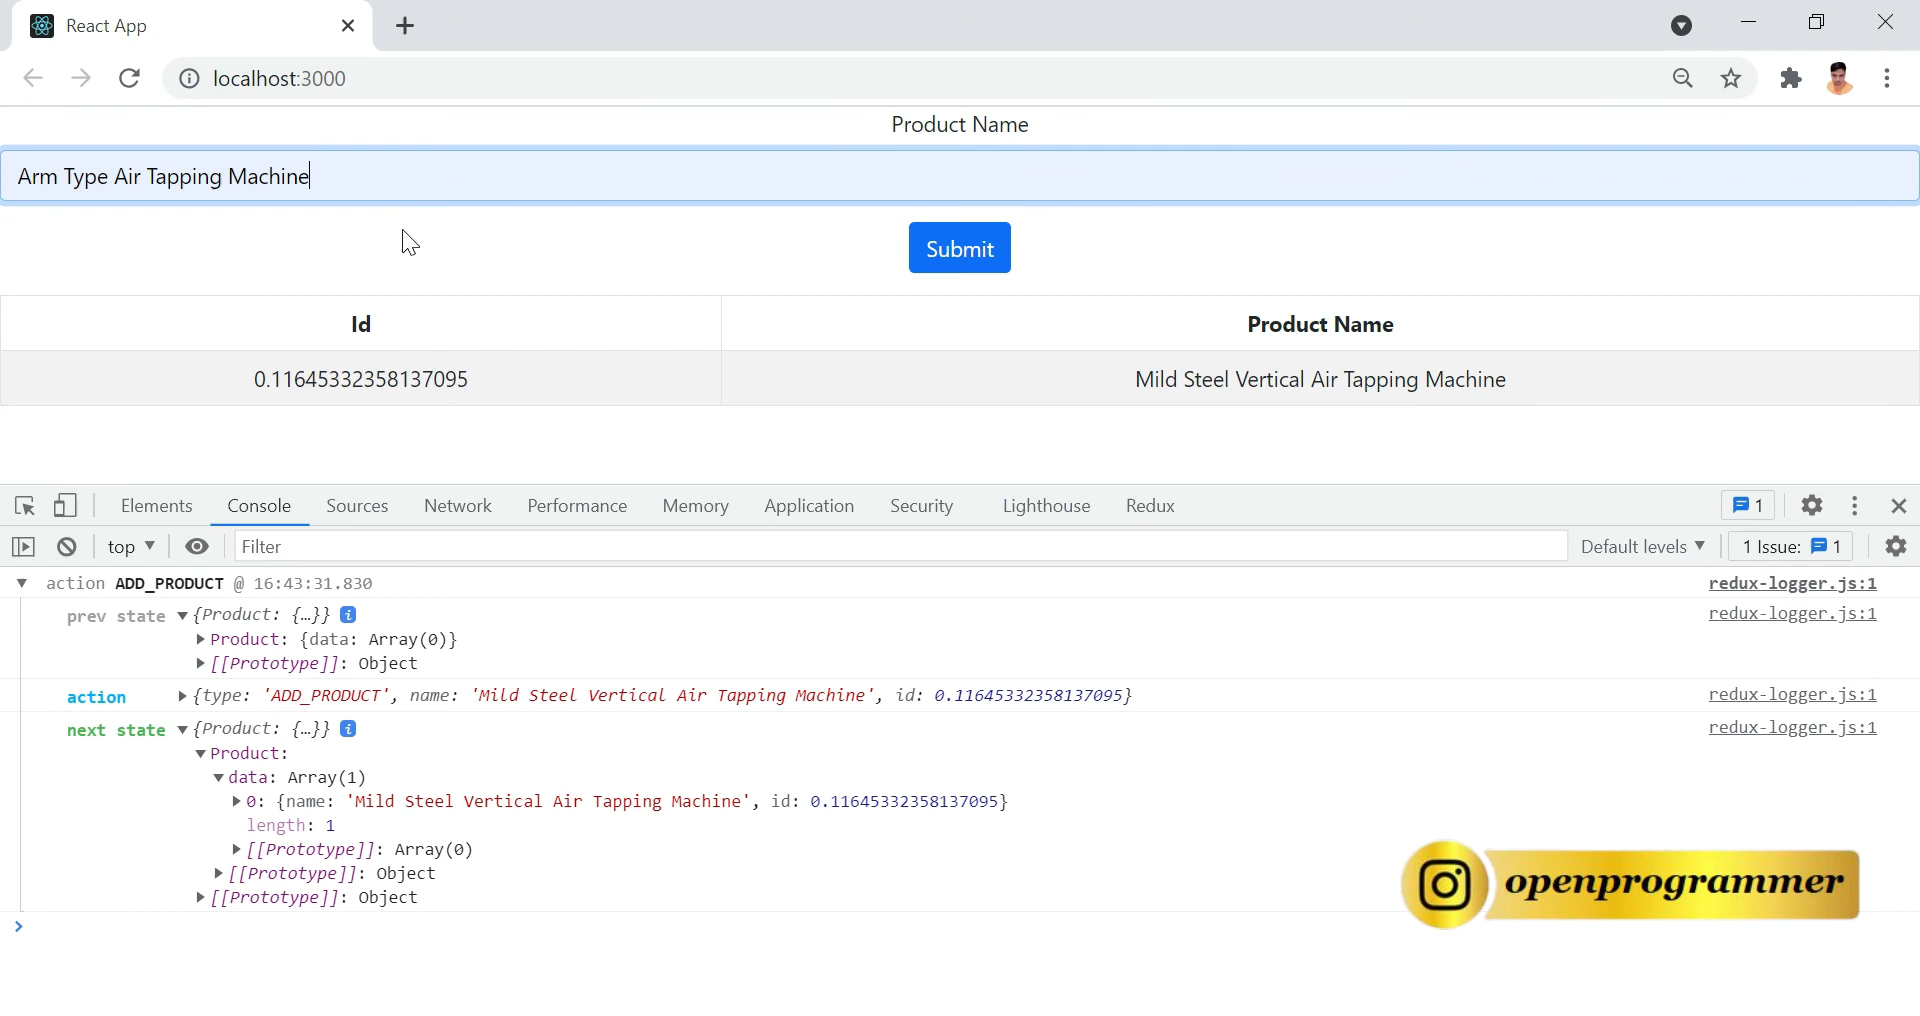 React App
localhost:3000
Product Name
Arm Type Air Tapping Machine
Submit
Id Product Name
0.11645332358137095 Mild Steel Vertical Air Tapping Machine
Elements Console Sources Network Performance Memory Application Security Lighthouse Redux 1
top Filter Default levels 1 Issue: 1
action ADD_PRODUCT @ 16:43:31.830 redux-logger.js:1
prev state {Product: {…}} i redux-logger.js:1
Product: {data: Array(0)}
[[Prototype]]: Object
action {type: 'ADD_PRODUCT', name: 'Mild Steel Vertical Air Tapping Machine', id: 0.11645332358137095} redux-logger.js:1
next state {Product: {…}} i redux-logger.js:1
Product:
data: Array(1)
0: {name: 'Mild Steel Vertical Air Tapping Machine', id: 0.11645332358137095}
length: 1
[[Prototype]]: Array(0)
[[Prototype]]: Object
[[Prototype]]: Object
openprogrammer